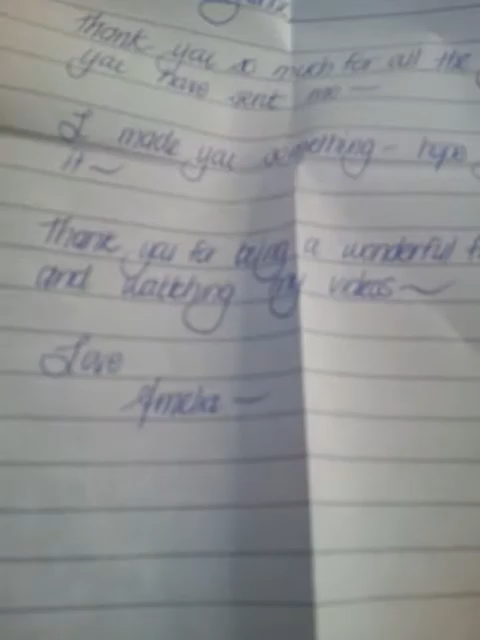 Thank you so much for all the
you have sent me
I made you something - hope
it
Thank you for being a wonderful
and watching my videos
Love
Amelia